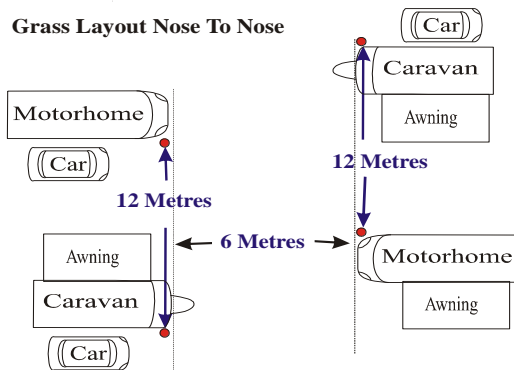 Grass Layout Nose To Nose
Car
Caravan
Awning
Motorhome
Car
12 Metres
12 Metres
6 Metres
Awning
Caravan
Car
Motorhome
Awning